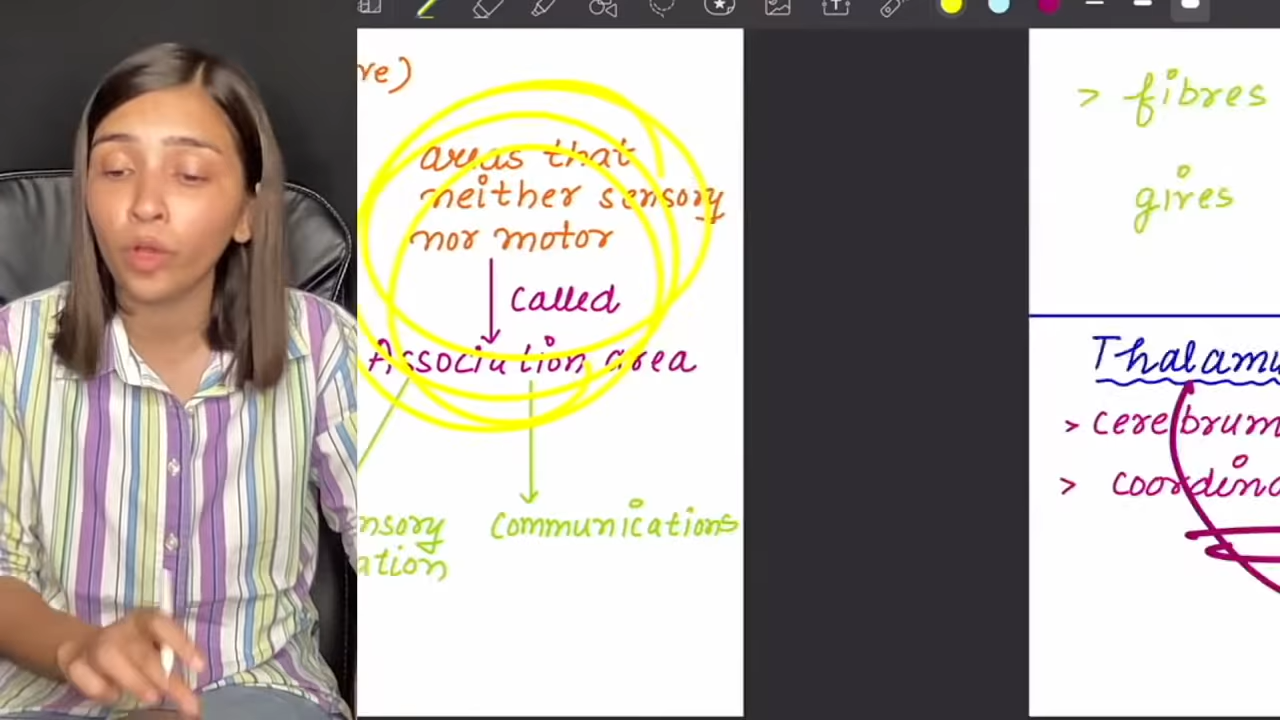 re)
areas that
neither sensory
nor motor
called
Association area
nsory
ation
communications
> fibres
gives
Thalamu
> cerebrum
> coordina